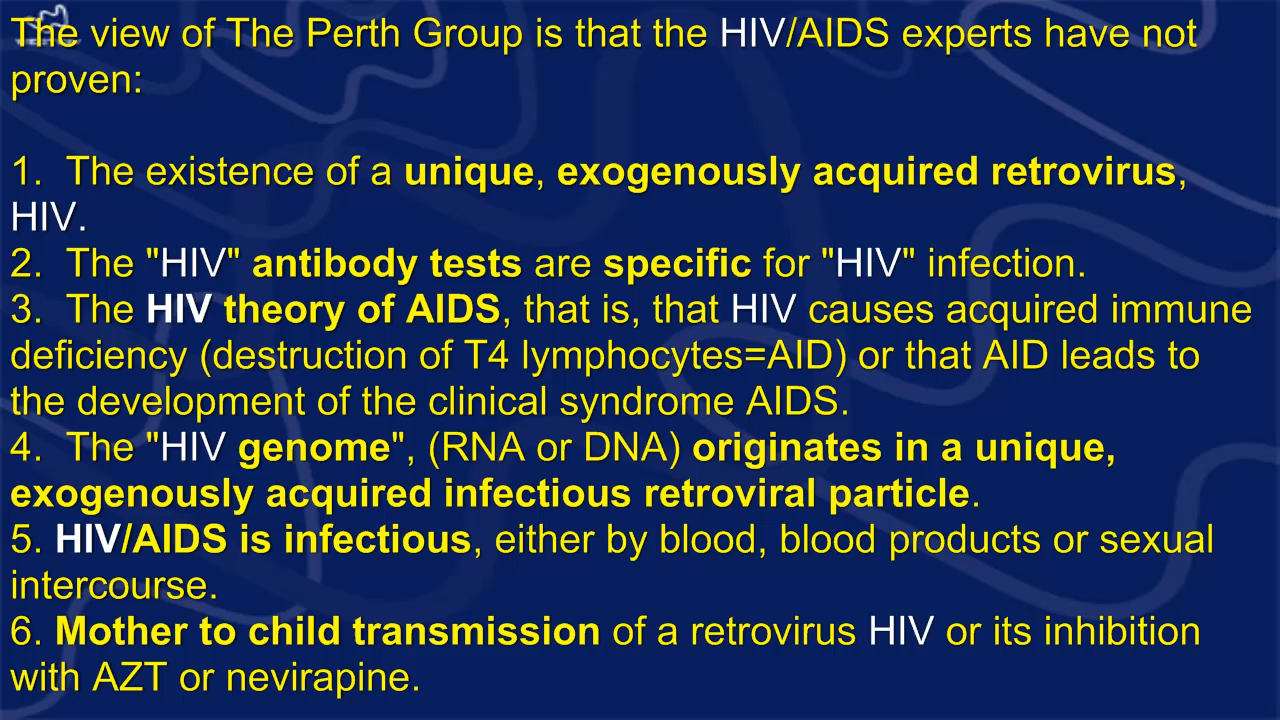 The view of The Perth Group is that the HIV/AIDS experts have not
proven:
1. The existence of a unique, exogenously acquired retrovirus,
HIV.
2. The "HIV" antibody tests are specific for "HIV" infection.
3. The HIV theory of AIDS, that is, that HIV causes acquired immune
deficiency (destruction of T4 lymphocytes=AID) or that AID leads to
the development of the clinical syndrome AIDS.
4. The "HIV genome", (RNA or DNA) originates in a unique,
exogenously acquired infectious retroviral particle.
5. HIV/AIDS is infectious, either by blood, blood products or sexual
intercourse.
6. Mother to child transmission of a retrovirus HIV or its inhibition
with AZT or nevirapine.